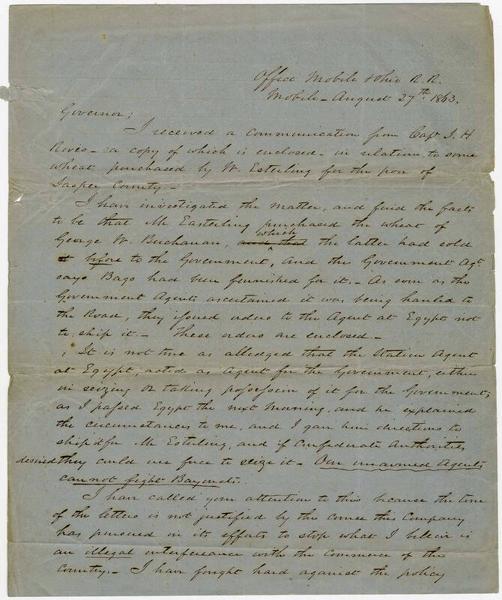 Office Mobile & Ohio R. R.
Mobile - August 27th 1863.
Governor;
I received a communication from Capt J. H
Rives - a copy of which is enclosed - in relation to some
wheat purchased by W. Esterling for the poor of
Jasper County. -
I have investigated the matter, and find the facts
to be that Mr Easterling purchased the wheat of
George W. Buchanan, which the latter had sold
before to the Government, and the Government Agt
says Bags had been furnished for it. - As soon as the
Government Agents ascertained it was being hauled to
the Road, they issued orders to the Agent at Egypt not
to ship it - These orders are enclosed -
It is not true as alledged that the Station Agent
at Egypt, acted as Agent for the Government, either
in seizing or taking possession of it for the Government,
as I passed Egypt the next morning, and he explained
the circumstances to me, and I gave him directions to
ship it for Mr Esterling, and if Confederate Authorities
desired they could use force to seize it - Our unarmed Agents
cannot fight Bayonets.
I have called your attention to this because the tone
of the letters is not justified by the course this Company
has pursued in its efforts to stop what I believe is
an illegal interference with the Commerce of the
Country. - I have fought hard against the policy